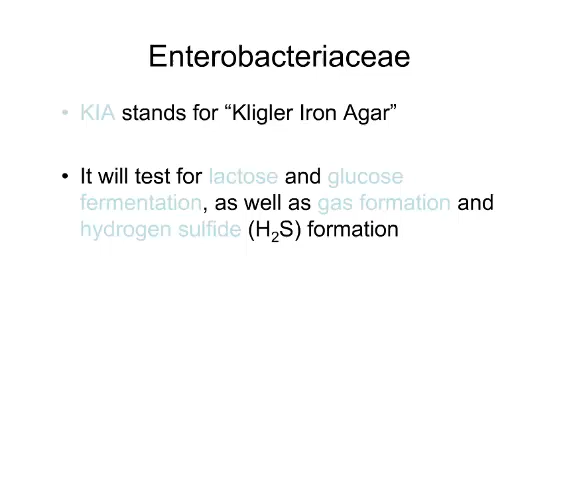 Enterobacteriaceae
• KIA stands for “Kligler Iron Agar”
• It will test for lactose and glucose
fermentation, as well as gas formation and
hydrogen sulfide (H₂S) formation